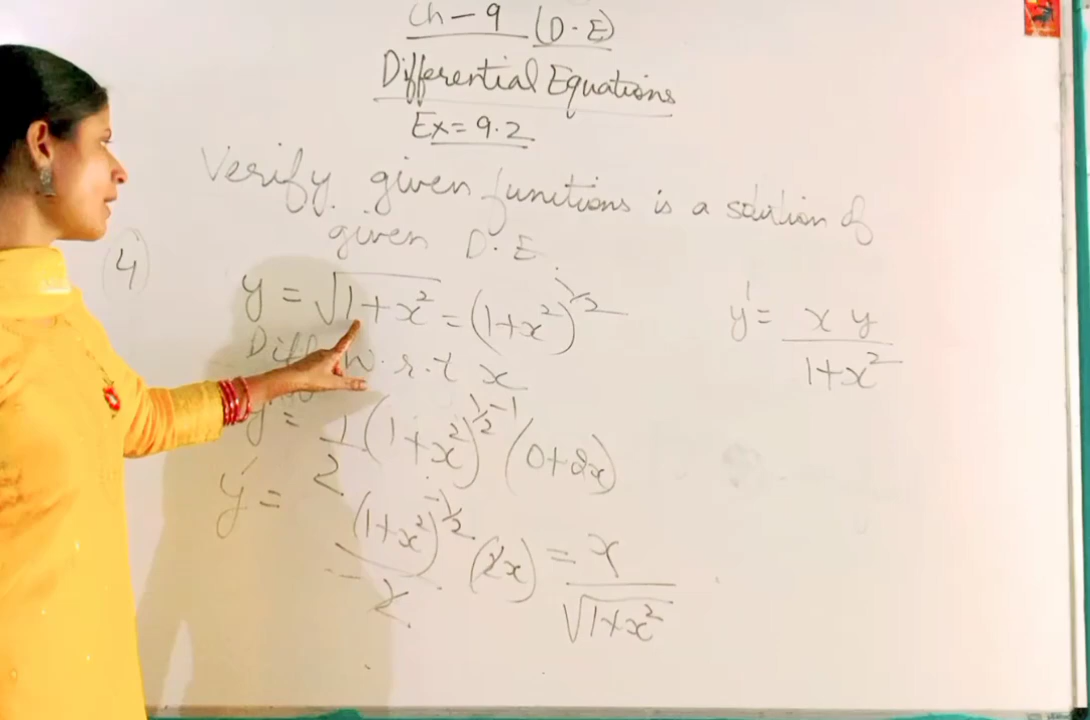 Ch-9 (D.E)
Differential Equations
Ex=9.2
Verify given functions is a solution of
given D.E.
4)
y = √1+x² = (1+x²)^1/2
y' = x y / 1+x²
Diff w.r.t x
y' = 1/2 (1+x²)^1/2-1 (0+2x)
y' = (1+x²)^-1/2 / 2 (2x) = x / √1+x²